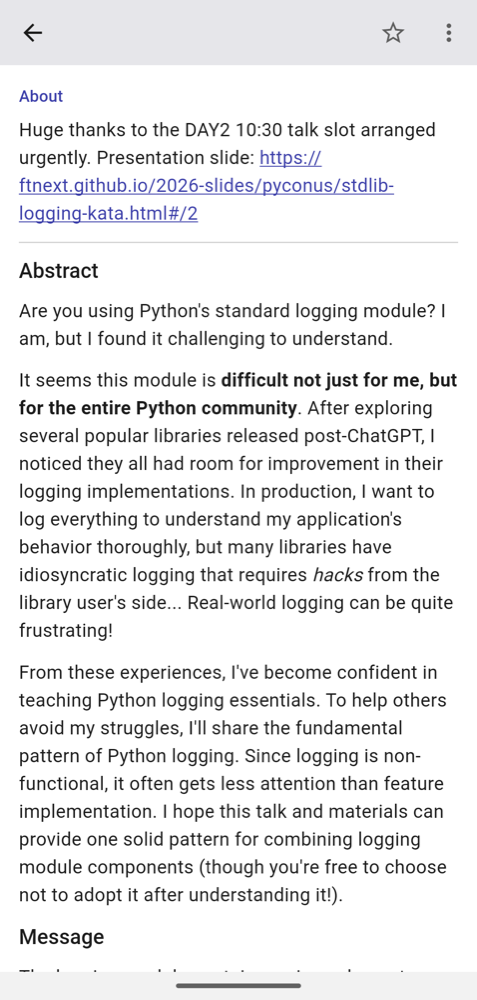 About
Huge thanks to the DAY2 10:30 talk slot arranged
urgently. Presentation slide: https://
ftnext.github.io/2026-slides/pyconus/stdlib-
logging-kata.html#/2
Abstract
Are you using Python's standard logging module? I
am, but I found it challenging to understand.
It seems this module is difficult not just for me, but
for the entire Python community. After exploring
several popular libraries released post-ChatGPT, I
noticed they all had room for improvement in their
logging implementations. In production, I want to
log everything to understand my application's
behavior thoroughly, but many libraries have
idiosyncratic logging that requires hacks from the
library user's side... Real-world logging can be quite
frustrating!
From these experiences, I've become confident in
teaching Python logging essentials. To help others
avoid my struggles, I'll share the fundamental
pattern of Python logging. Since logging is non-
functional, it often gets less attention than feature
implementation. I hope this talk and materials can
provide one solid pattern for combining logging
module components (though you're free to choose
not to adopt it after understanding it!).
Message